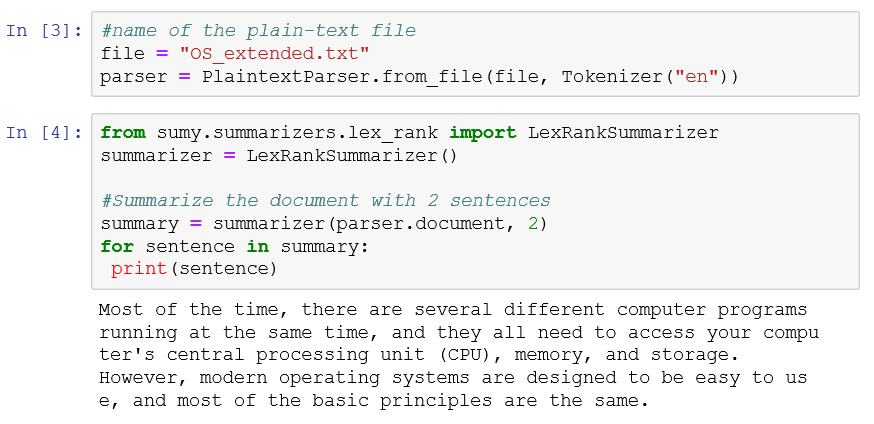 In [3]: #name of the plain-text file
file = "OS_extended.txt"
parser = PlaintextParser.from_file(file, Tokenizer("en"))
In [4]: from sumy.summarizers.lex_rank import LexRankSummarizer
summarizer = LexRankSummarizer()
#Summarize the document with 2 sentences
summary = summarizer(parser.document, 2)
for sentence in summary:
 print(sentence)
Most of the time, there are several different computer programs
running at the same time, and they all need to access your compu
ter's central processing unit (CPU), memory, and storage.
However, modern operating systems are designed to be easy to us
e, and most of the basic principles are the same.